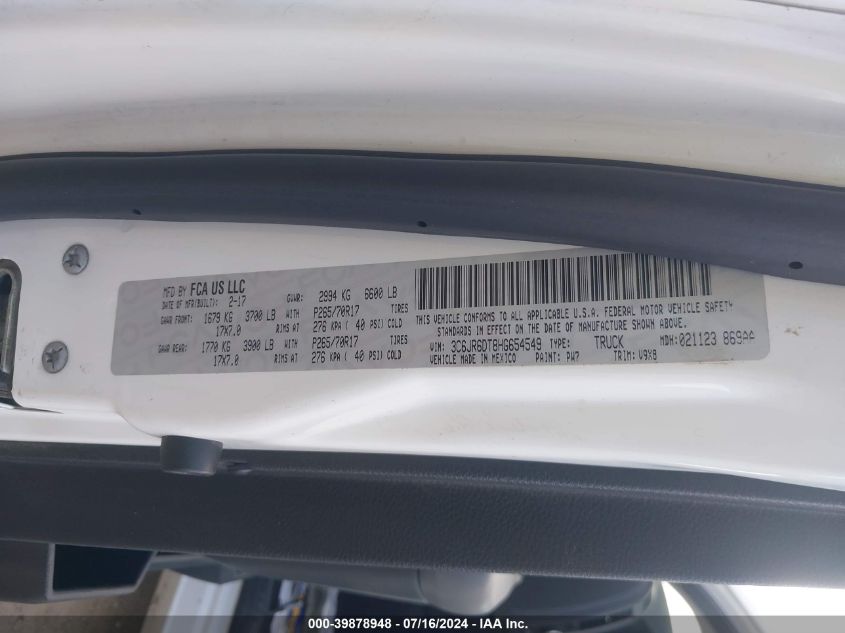 MFD BY FCA US LLC
DATE OF MFR(BUILT): 2-17 GVWR: 2994 KG 6600 LB
GAWR FRONT: 1679 KG 3700 LB WITH P265/70R17 TIRES
17X7.0 RIMS AT 276 KPA ( 40 PSI) COLD
GAWR REAR: 1770 KG 3900 LB WITH P265/70R17 TIRES
17X7.0 RIMS AT 276 KPA ( 40 PSI) COLD
THIS VEHICLE CONFORMS TO ALL APPLICABLE U.S.A. FEDERAL MOTOR VEHICLE SAFETY
STANDARDS IN EFFECT ON THE DATE OF MANUFACTURE SHOWN ABOVE.
VIN: 3C6JR6DT8HG654549 TYPE: TRUCK MDH: 021123 869AA
VEHICLE MADE IN MEXICO PAINT: PW7 TRIM: V9X8
000-39878948 - 07/16/2024 - IAAI.COM